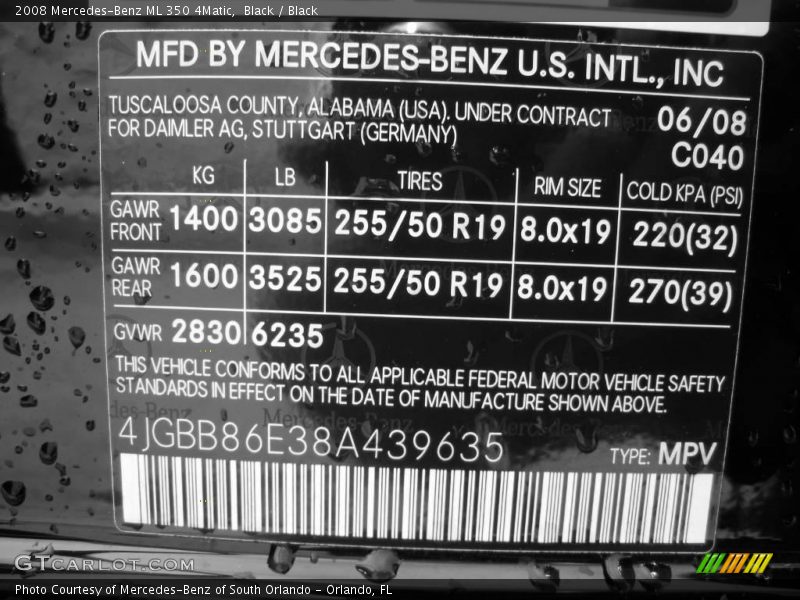 2008 Mercedes-Benz ML 350 4Matic, Black / Black
MFD BY MERCEDES-BENZ U.S. INTL., INC
TUSCALOOSA COUNTY, ALABAMA (USA). UNDER CONTRACT
FOR DAIMLER AG, STUTTGART (GERMANY)
06/08
C040
KG LB TIRES RIM SIZE COLD KPA (PSI)
GAWR
FRONT 1400 3085 255/50 R19 8.0x19 220(32)
GAWR
REAR 1600 3525 255/50 R19 8.0x19 270(39)
GVWR 2830 6235
THIS VEHICLE CONFORMS TO ALL APPLICABLE FEDERAL MOTOR VEHICLE SAFETY
STANDARDS IN EFFECT ON THE DATE OF MANUFACTURE SHOWN ABOVE.
4JGBB86E38A439635
TYPE: MPV
GTCARLOT.COM
Photo Courtesy of Mercedes-Benz of South Orlando - Orlando, FL